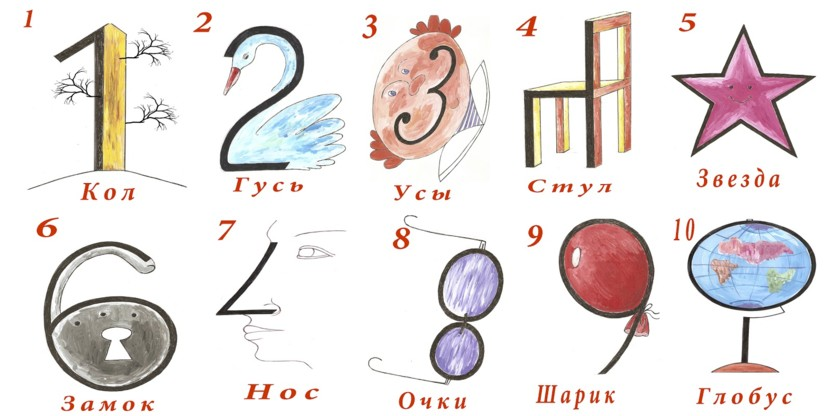 1
Кол
2
Гусь
3
Усы
4
Стул
5
Звезда
6
Замок
7
Нос
8
Очки
9
Шарик
10
Глобус